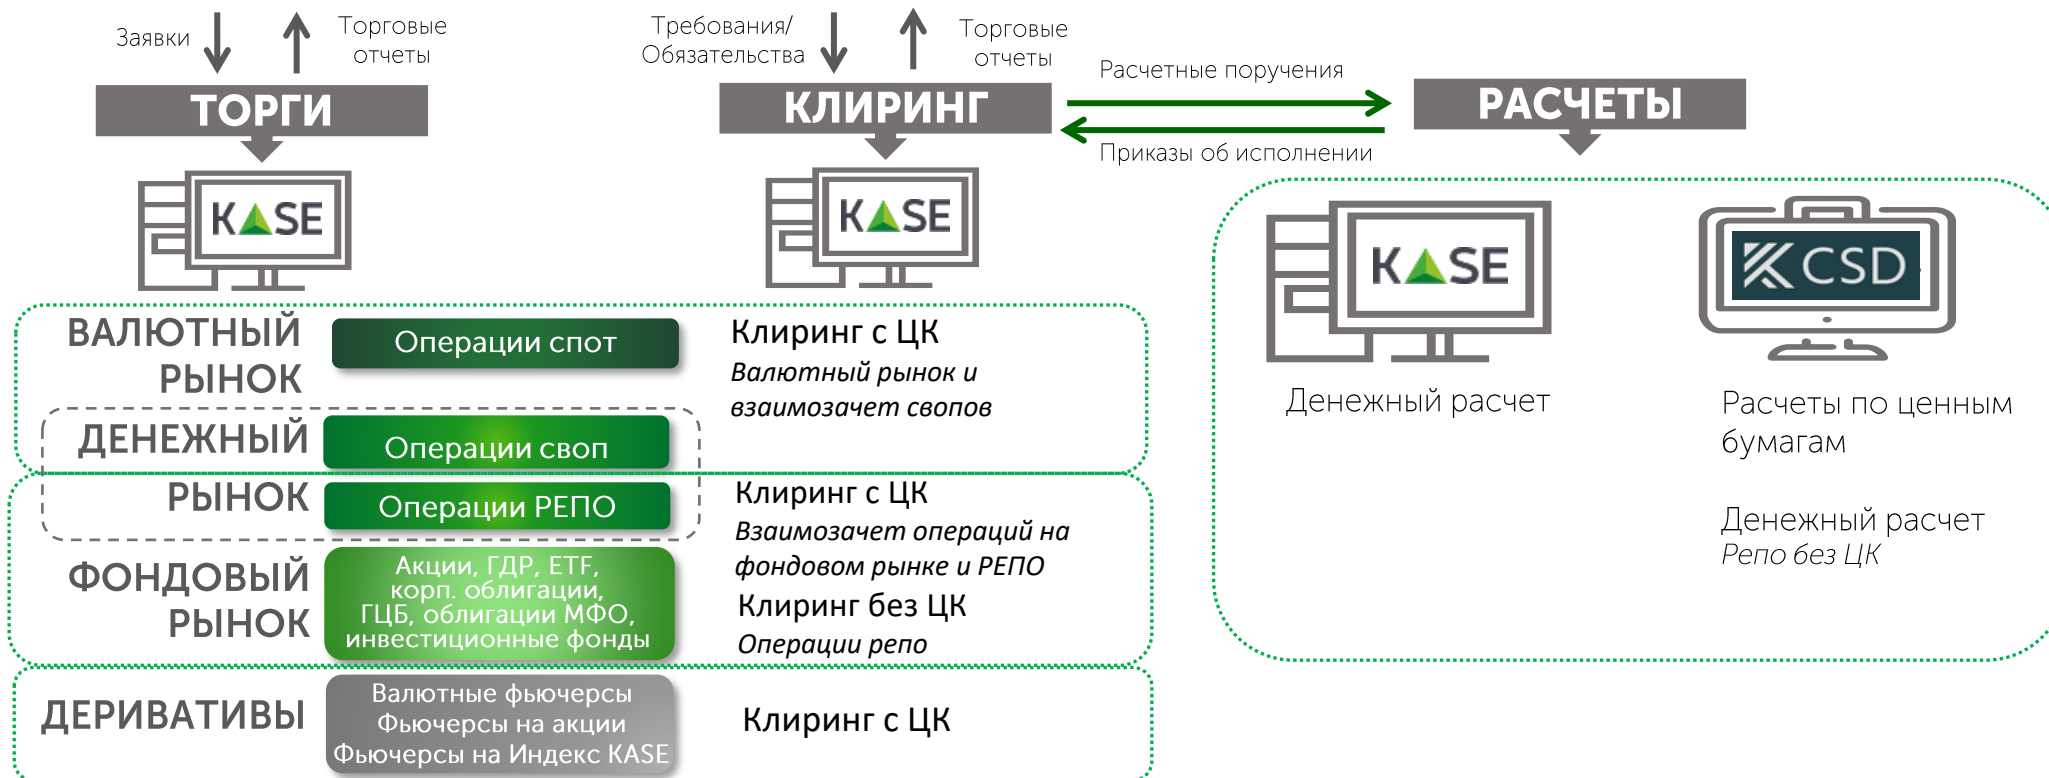 Заявки
Торговые
отчеты
ТОРГИ
KASE
Требования/
Обязательства
Торговые
отчеты
КЛИРИНГ
KASE
Расчетные поручения
Приказы об исполнении
РАСЧЕТЫ
KASE
Денежный расчет
CSD
Расчеты по ценным
бумагам
Денежный расчет
Репо без ЦК
ВАЛЮТНЫЙ
РЫНОК
Операции спот
Клиринг с ЦК
Валютный рынок и
взаимозачет свопов
ДЕНЕЖНЫЙ
РЫНОК
Операции своп
Операции РЕПО
Клиринг с ЦК
Взаимозачет операций на
фондовом рынке и РЕПО
Клиринг без ЦК
Операции репо
ФОНДОВЫЙ
РЫНОК
Акции, ГДР, ETF,
корп. облигации,
ГЦБ, облигации МФО,
инвестиционные фонды
ДЕРИВАТИВЫ
Валютные фьючерсы
Фьючерсы на акции
Фьючерсы на Индекс KASE
Клиринг с ЦК